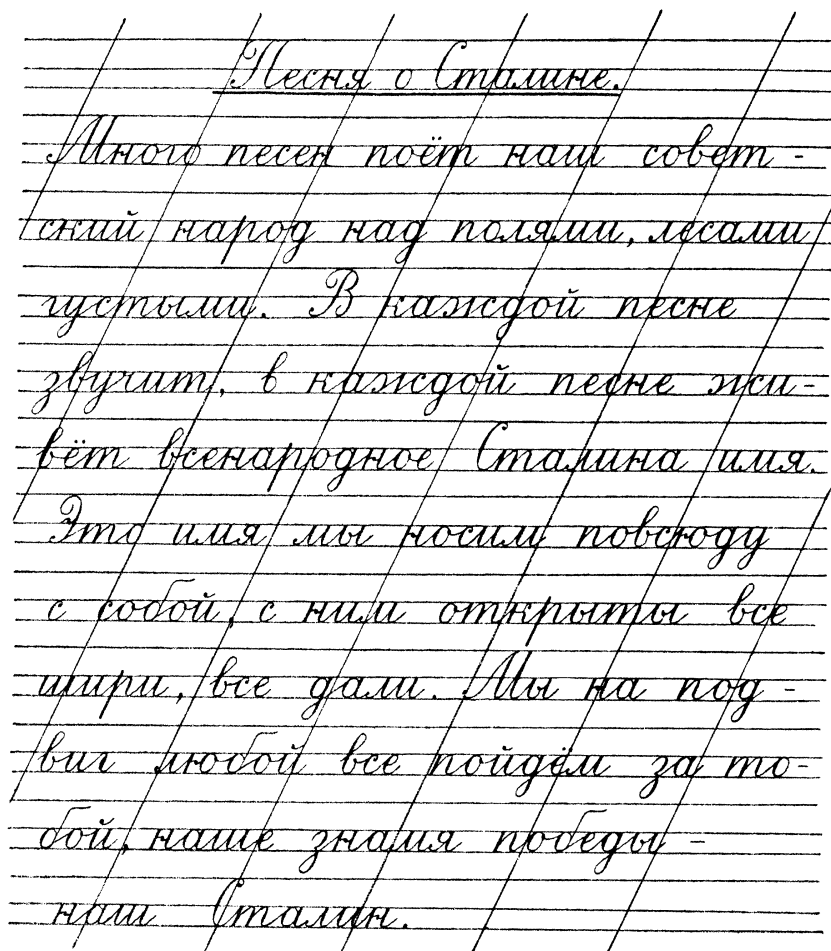 Песня о Сталине.
Много песен поёт наш совет-
ский народ над полями, лесами
густыми. В каждой песне
звучит, в каждой песне жи-
вёт всенародное Сталина имя.
Это имя мы носим повсюду
с собой, с ним открыты все
шири, все дали. Мы на под-
виг любой все пойдём за то-
бой, наше знамя победы -
наш Сталин.